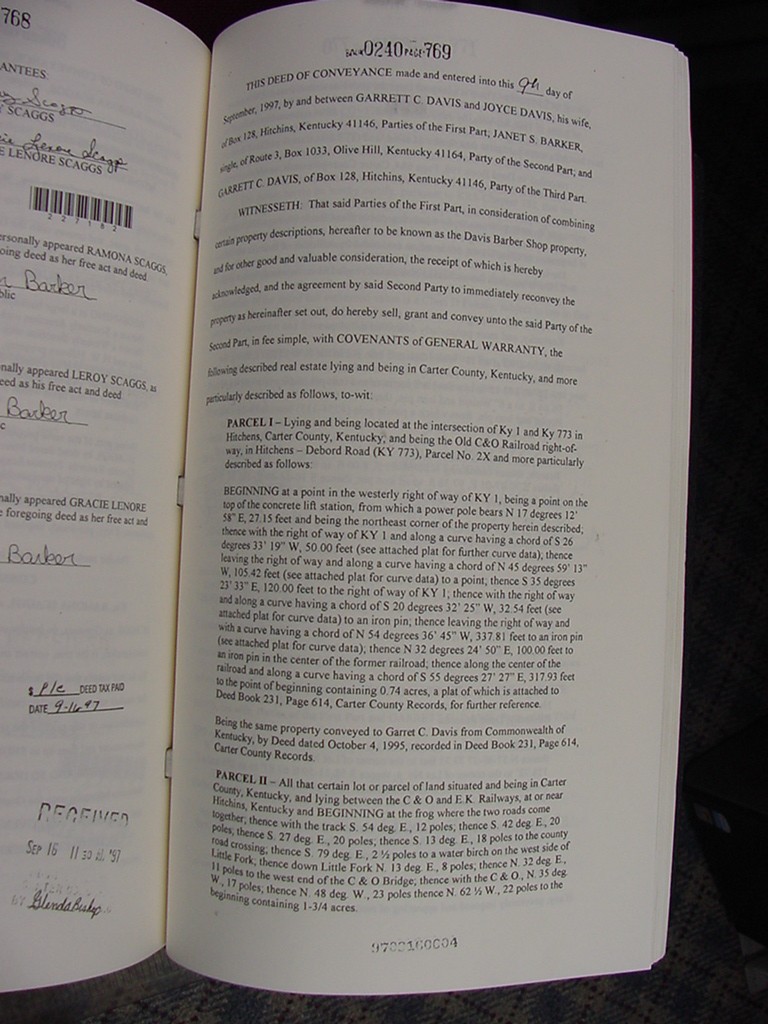 768
ANTEES:
SCAGGS
E LENORE SCAGGS
227182
ersonally appeared RAMONA SCAGGS,
oing deed as her free act and deed.
Barker
blic
nally appeared LEROY SCAGGS, as
eed as his free act and deed.
Barker
c
nally appeared GRACIE LENORE
e foregoing deed as her free act and
Barker
$ P/c DEED TAX PAID
DATE 9-16-97
RECEIVED
SEP 16 11 30 '97
BY Glenda Bishop
BOOK 0240 PAGE 769
THIS DEED OF CONVEYANCE made and entered into this 9th day of
September, 1997, by and between GARRETT C. DAVIS and JOYCE DAVIS, his wife,
of Box 128, Hitchins, Kentucky 41146, Parties of the First Part, JANET S. BARKER,
single, of Route 3, Box 1033, Olive Hill, Kentucky 41164, Party of the Second Part; and
GARRETT C. DAVIS, of Box 128, Hitchins, Kentucky 41146, Party of the Third Part.
WITNESSETH: That said Parties of the First Part, in consideration of combining
certain property descriptions, hereafter to be known as the Davis Barber Shop property,
and for other good and valuable consideration, the receipt of which is hereby
acknowledged, and the agreement by said Second Party to immediately reconvey the
property as hereinafter set out, do hereby sell, grant and convey unto the said Party of the
Second Part, in fee simple, with COVENANTS of GENERAL WARRANTY, the
following described real estate lying and being in Carter County, Kentucky, and more
particularly described as follows, to-wit:
PARCEL I – Lying and being located at the intersection of Ky 1 and Ky 773 in
Hitchens, Carter County, Kentucky, and being the Old C&O Railroad right-of-
way, in Hitchens – Debord Road (KY 773), Parcel No. 2X and more particularly
described as follows:
BEGINNING at a point in the westerly right of way of KY 1, being a point on the
top of the concrete lift station, from which a power pole bears N 17 degrees 12'
58" E, 27.15 feet and being the northeast corner of the property herein described;
thence with the right of way of KY 1 and along a curve having a chord of S 26
degrees 33' 19" W, 50.00 feet (see attached plat for further curve data); thence
leaving the right of way and along a curve having a chord of N 45 degrees 59' 13"
W, 105.42 feet (see attached plat for curve data) to a point; thence S 35 degrees
23' 33" E, 120.00 feet to the right of way of KY 1; thence with the right of way
and along a curve having a chord of S 20 degrees 32' 25" W, 32.54 feet (see
attached plat for curve data) to an iron pin; thence leaving the right of way and
with a curve having a chord of N 54 degrees 36' 45" W, 337.81 feet to an iron pin
(see attached plat for curve data); thence N 32 degrees 24' 50" E, 100.00 feet to
an iron pin in the center of the former railroad; thence along the center of the
railroad and along a curve having a chord of S 55 degrees 27' 27" E, 317.93 feet
to the point of beginning containing 0.74 acres, a plat of which is attached to
Deed Book 231, Page 614, Carter County Records, for further reference.
Being the same property conveyed to Garret C. Davis from Commonwealth of
Kentucky, by Deed dated October 4, 1995, recorded in Deed Book 231, Page 614,
Carter County Records.
PARCEL II – All that certain lot or parcel of land situated and being in Carter
County, Kentucky, and lying between the C & O and E.K. Railways, at or near
Hitchins, Kentucky and BEGINNING at the frog where the two roads come
together; thence with the track S. 54 deg. E., 12 poles; thence S. 42 deg. E., 20
poles; thence S. 27 deg. E., 20 poles; thence S. 13 deg. E., 18 poles to the county
road crossing; thence S. 79 deg. E., 2 ½ poles to a water birch on the west side of
Little Fork; thence down Little Fork N. 13 deg. E., 8 poles; thence N. 32 deg. E.,
11 poles to the west end of the C & O Bridge; thence with the C & O., N. 35 deg.
W., 17 poles; thence N. 48 deg. W., 23 poles thence N. 62 ½ W., 22 poles to the
beginning containing 1-3/4 acres.
9709160004